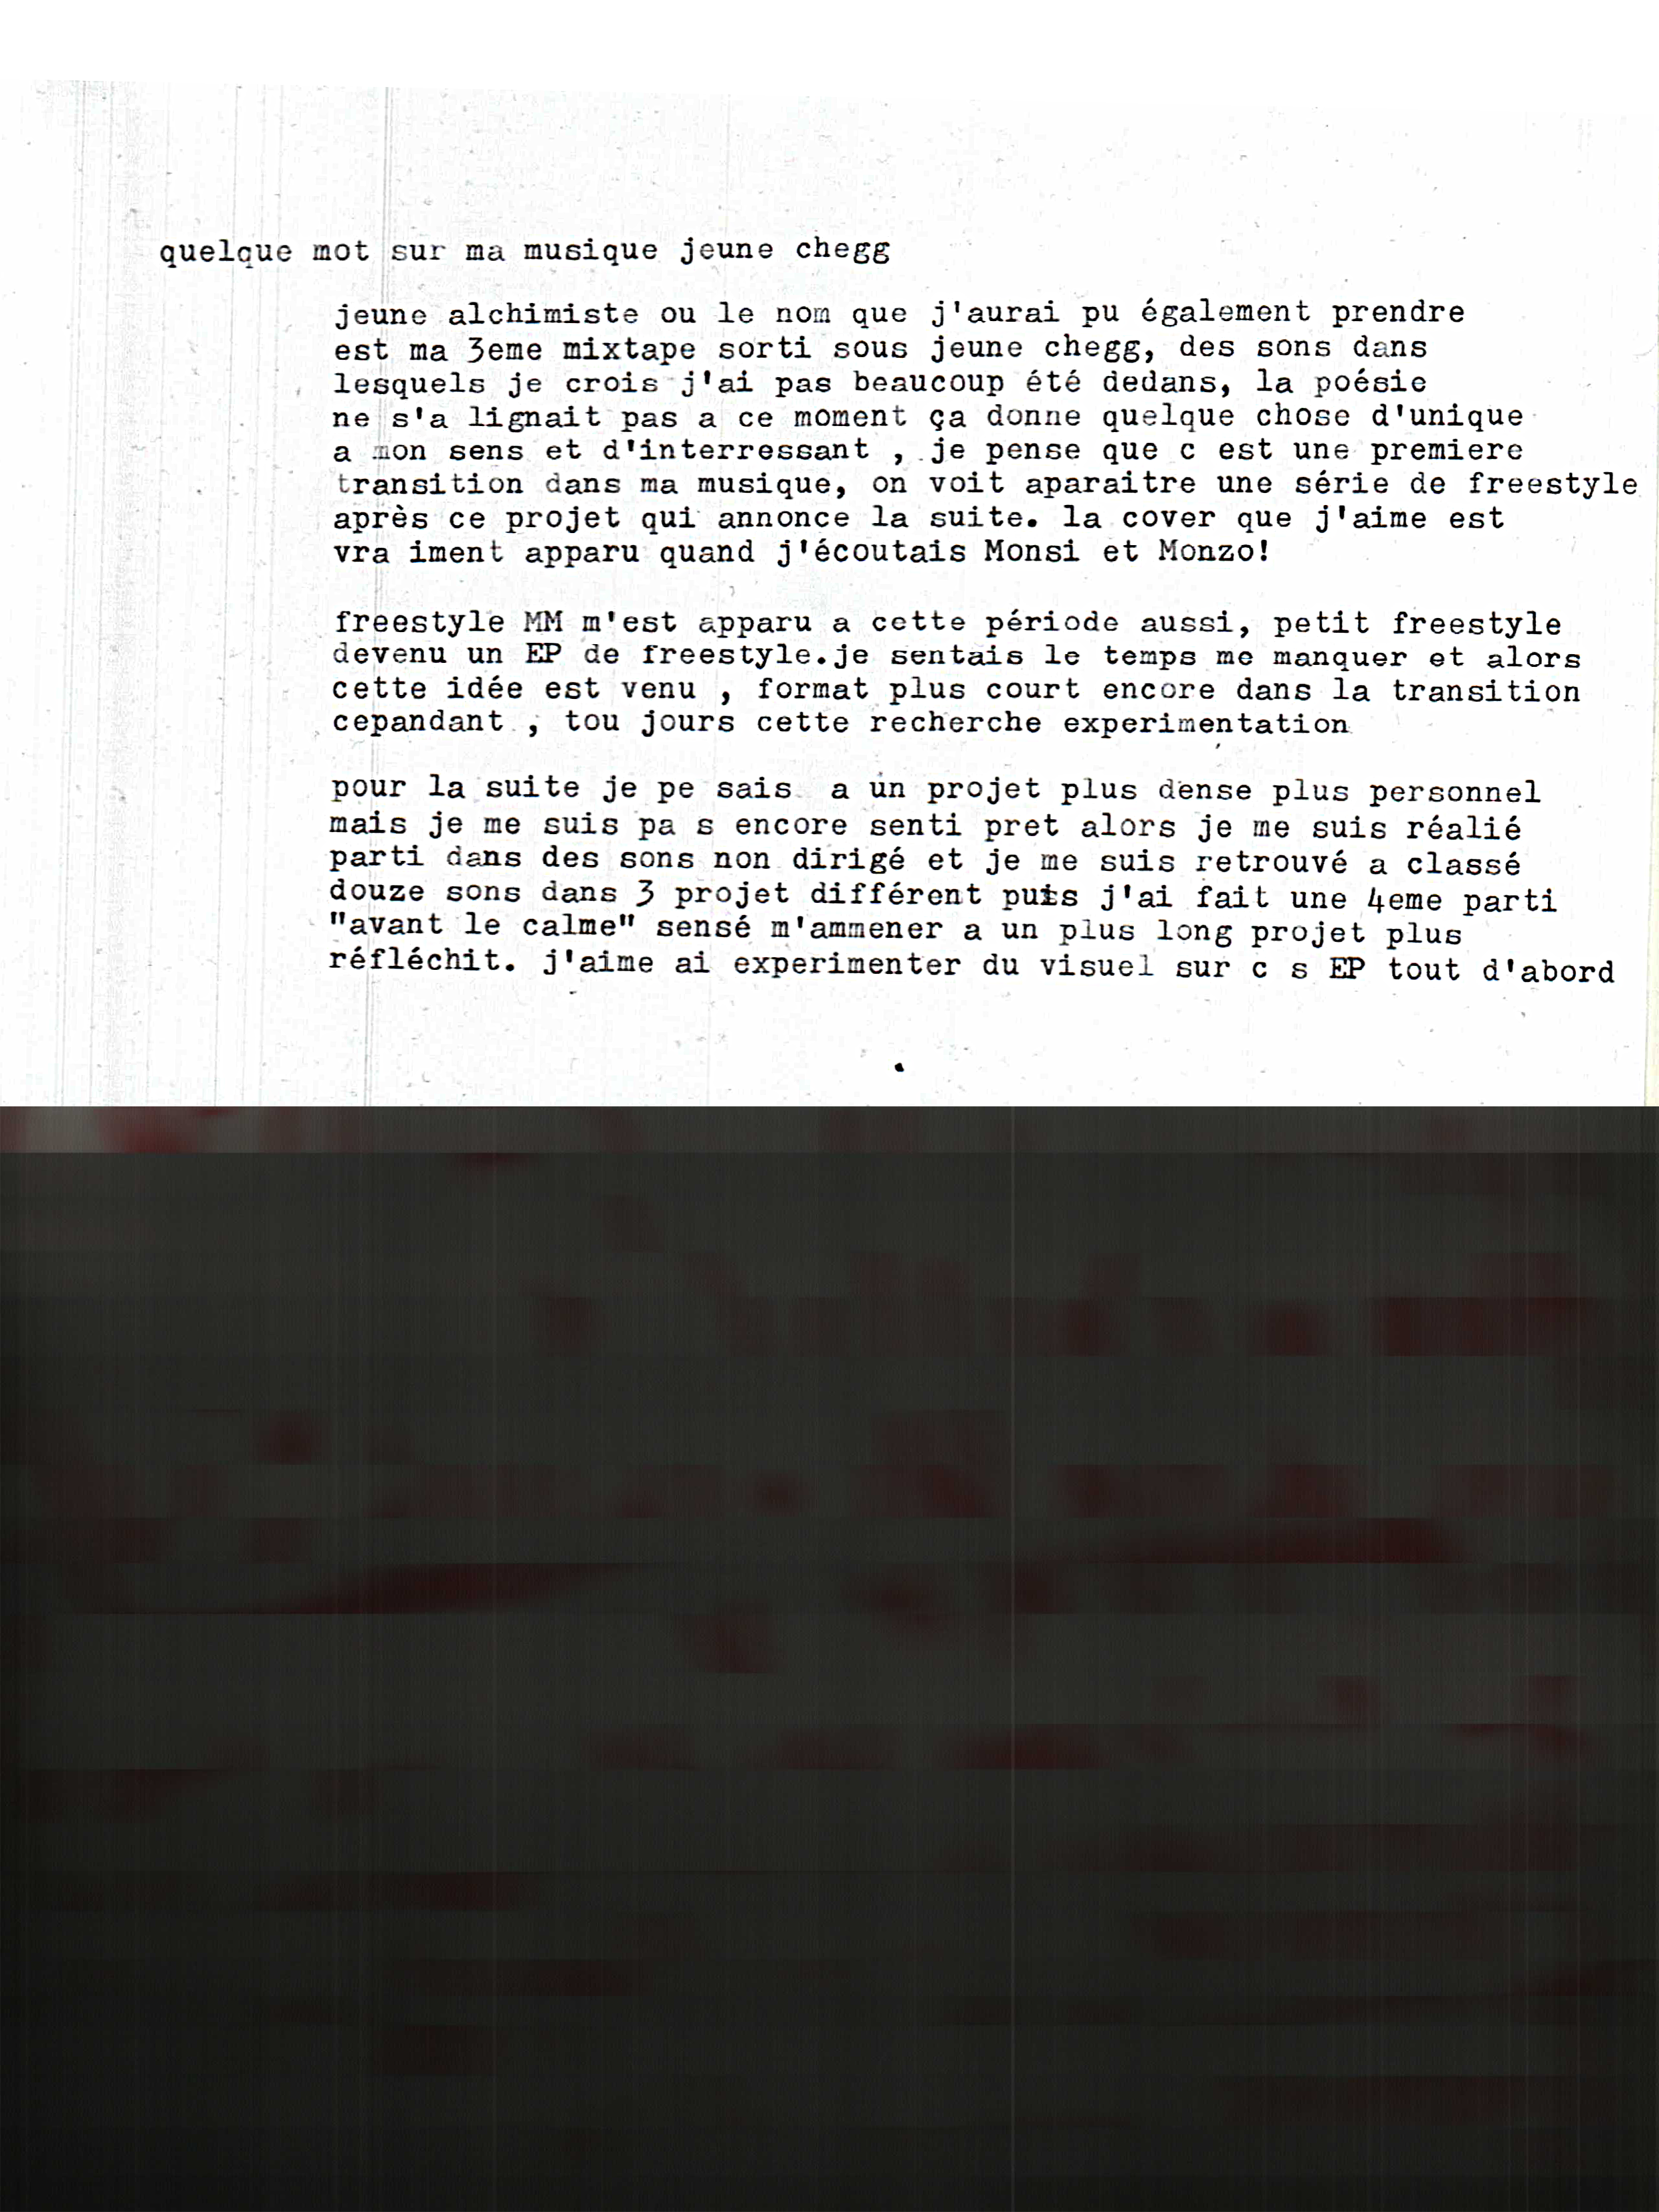 quelque mot sur ma musique jeune chegg
jeune alchimiste ou le nom que j'aurai pu également prendre
est ma 3eme mixtape sorti sous jeune chegg, des sons dans
lesquels je crois j'ai pas beaucoup été dedans, la poésie
ne s'a lignait pas a ce moment ça donne quelque chose d'unique
a mon sens et d'interressant , je pense que c est une premiere
transition dans ma musique, on voit aparaitre une série de freestyle
après ce projet qui annonce la suite. la cover que j'aime est
vra iment apparu quand j'écoutais Monsi et Monzo!
freestyle MM m'est apparu a cette période aussi, petit freestyle
devenu un EP de freestyle.je sentais le temps me manquer et alors
cette idée est venu , format plus court encore dans la transition
cepandant , tou jours cette recherche experimentation
pour la suite je pe sais a un projet plus dense plus personnel
mais je me suis pa s encore senti pret alors je me suis réalié
parti dans des sons non dirigé et je me suis retrouvé a classé
douze sons dans 3 projet différent puis j'ai fait une 4eme parti
"avant le calme" sensé m'ammener a un plus long projet plus
réfléchit. j'aime ai experimenter du visuel sur c s EP tout d'abord